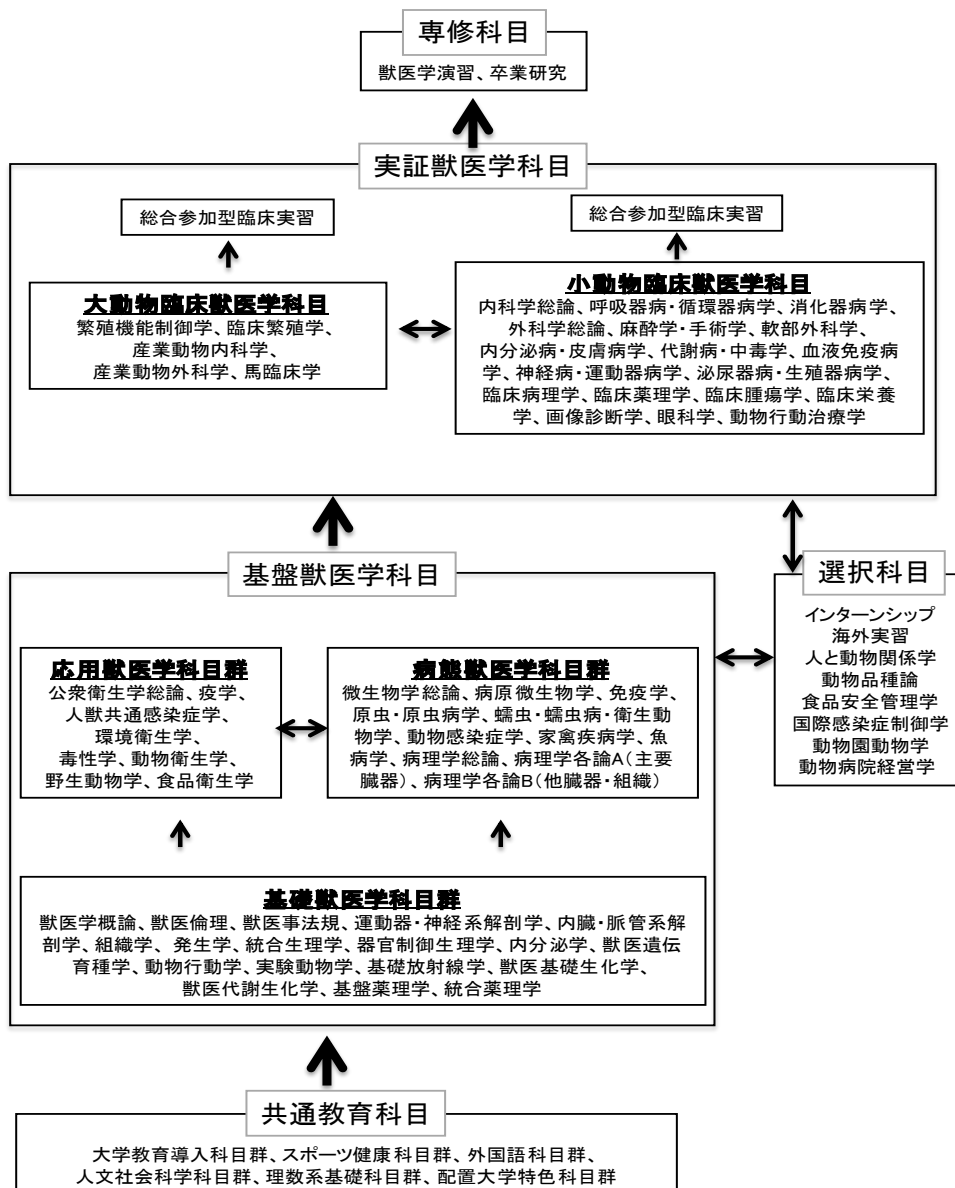 専修科目
獣医学演習、卒業研究
実証獣医学科目
総合参加型臨床実習
総合参加型臨床実習
大動物臨床獣医学科目
繁殖機能制御学、臨床繁殖学、
産業動物内科学、
産業動物外科学、馬臨床学
小動物臨床獣医学科目
内科学総論、呼吸器病・循環器病学、消化器病学、
外科学総論、麻酔学・手術学、軟部外科学、
内分泌病・皮膚病学、代謝病・中毒学、血液免疫病
学、神経病・運動器病学、泌尿器病・生殖器病学、
臨床病理学、臨床薬理学、臨床腫瘍学、臨床栄養
学、画像診断学、眼科学、動物行動治療学
基盤獣医学科目
選択科目
インターンシップ
海外実習
人と動物関係学
動物品種論
食品安全管理学
国際感染症制御学
動物園動物学
動物病院経営学
応用獣医学科目群
公衆衛生学総論、疫学、
人獣共通感染症学、
環境衛生学、
毒性学、動物衛生学、
野生動物学、食品衛生学
病態獣医学科目群
微生物学総論、病原微生物学、免疫学、
原虫・原虫病学、蠕虫・蠕虫病・衛生動
物学、動物感染症学、家禽疾病学、魚
病学、病理学総論、病理学各論A(主要
臓器)、病理学各論B(他臓器・組織)
基礎獣医学科目群
獣医学概論、獣医倫理、獣医事法規、運動器・神経系解剖学、内臓・脈管系解
剖学、組織学、 発生学、統合生理学、器官制御生理学、内分泌学、獣医遺伝
育種学、動物行動学、実験動物学、基礎放射線学、獣医基礎生化学、
獣医代謝生化学、基盤薬理学、統合薬理学
共通教育科目
大学教育導入科目群、スポーツ健康科目群、外国語科目群、
人文社会科学科目群、理数系基礎科目群、配置大学特色科目群